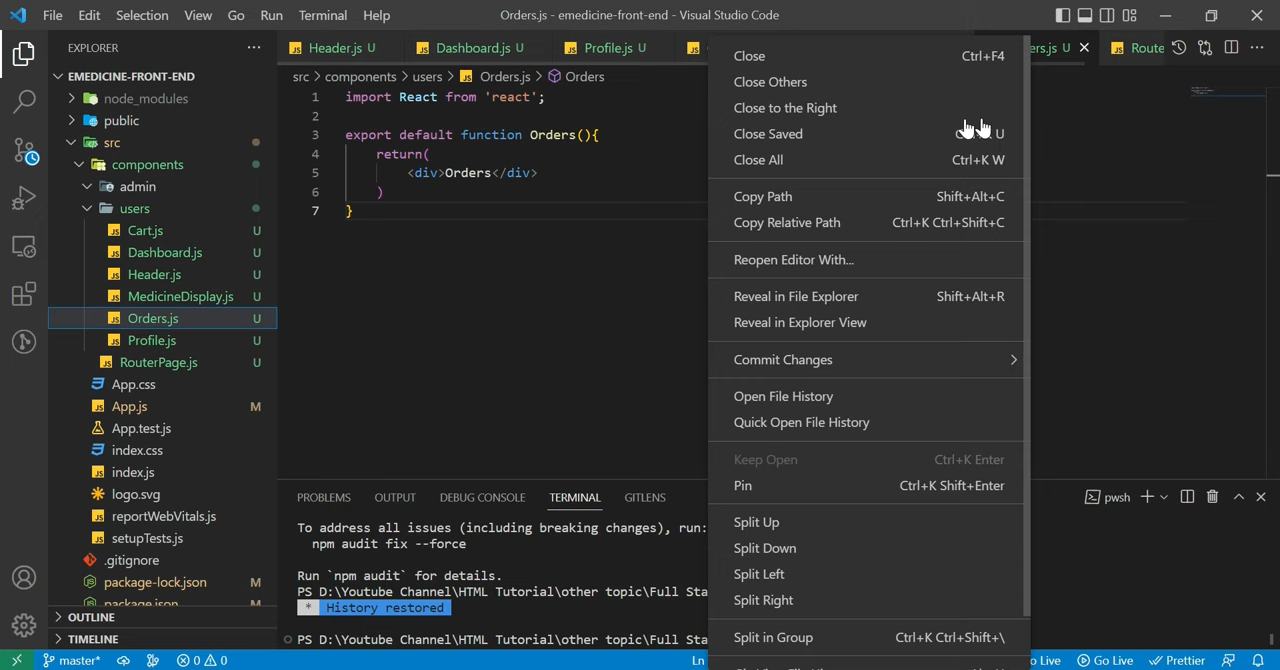 File Edit Selection View Go Run Terminal Help
Orders.js - emedicine-front-end - Visual Studio Code
EXPLORER
EMEDICINE-FRONT-END
node_modules
public
src
components
admin
users
Cart.js U
Dashboard.js U
Header.js U
MedicineDisplay.js U
Orders.js U
Profile.js U
RouterPage.js U
App.css
App.js M
App.test.js
index.css
index.js
logo.svg
reportWebVitals.js
setupTests.js
.gitignore
package-lock.json M
package.json M
OUTLINE
TIMELINE
Header.js U Dashboard.js U Profile.js U
ers.js U
Route
src > components > users > Orders.js > Orders
1 import React from 'react';
2
3 export default function Orders(){
4 return(
5 <div>Orders</div>
6 )
7 }
Close Ctrl+F4
Close Others
Close to the Right
Close Saved U
Close All Ctrl+K W
Copy Path Shift+Alt+C
Copy Relative Path Ctrl+K Ctrl+Shift+C
Reopen Editor With...
Reveal in File Explorer Shift+Alt+R
Reveal in Explorer View
Commit Changes
Open File History
Quick Open File History
Keep Open Ctrl+K Enter
Pin Ctrl+K Shift+Enter
Split Up
Split Down
Split Left
Split Right
Split in Group Ctrl+K Ctrl+Shift+\
PROBLEMS OUTPUT DEBUG CONSOLE TERMINAL GITLENS
pwsh
To address all issues (including breaking changes), run:
npm audit fix --force
Run `npm audit` for details.
PS D:\Youtube Channel\HTML Tutorial\other topic\Full Sta
* History restored
PS D:\Youtube Channel\HTML Tutorial\other topic\Full Sta
master* 0 0 Ln
o Live Go Live Prettier